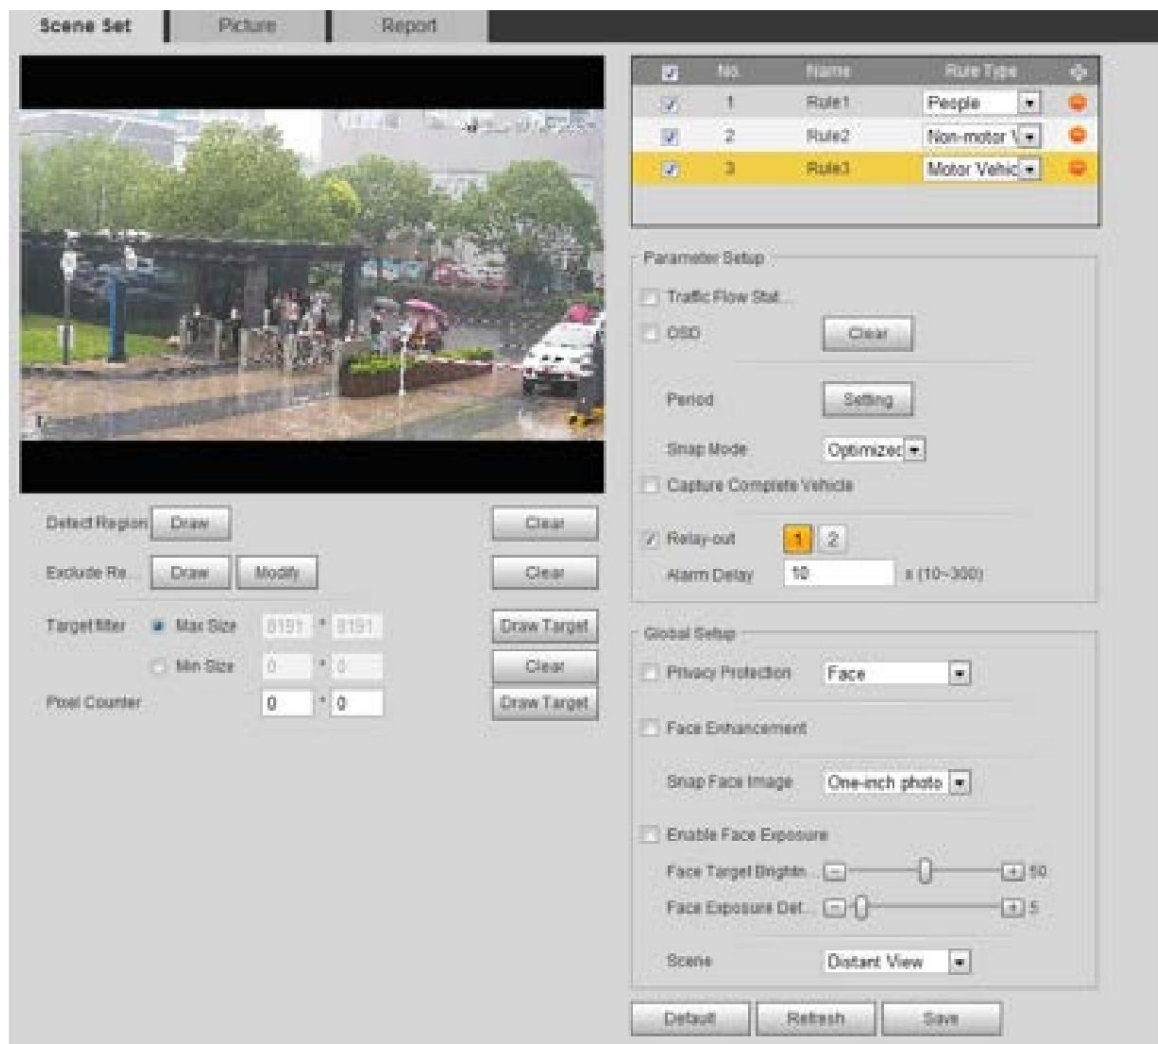 Scene Set Picture Report
No. Name Rule Type
1 Rule1 People
2 Rule2 Non-motor V
3 Rule3 Motor Vehic
Parameter Setup
Traffic Flow Stat...
OSD Clear
Period Setting
Snap Mode Optimized
Capture Complete Vehicle
Relay-out 1 2
Alarm Delay 10 s (10~300)
Detect Region Draw Clear
Exclude Re... Draw Modify Clear
Target filter Max Size 8191 * 8191 Draw Target
Min Size 0 * 0 Clear
Pixel Counter 0 * 0 Draw Target
Global Setup
Privacy Protection Face
Face Enhancement
Snap Face Image One-inch photo
Enable Face Exposure
Face Target Brightn... 50
Face Exposure Det... 5
Scene Distant View
Default Refresh Save